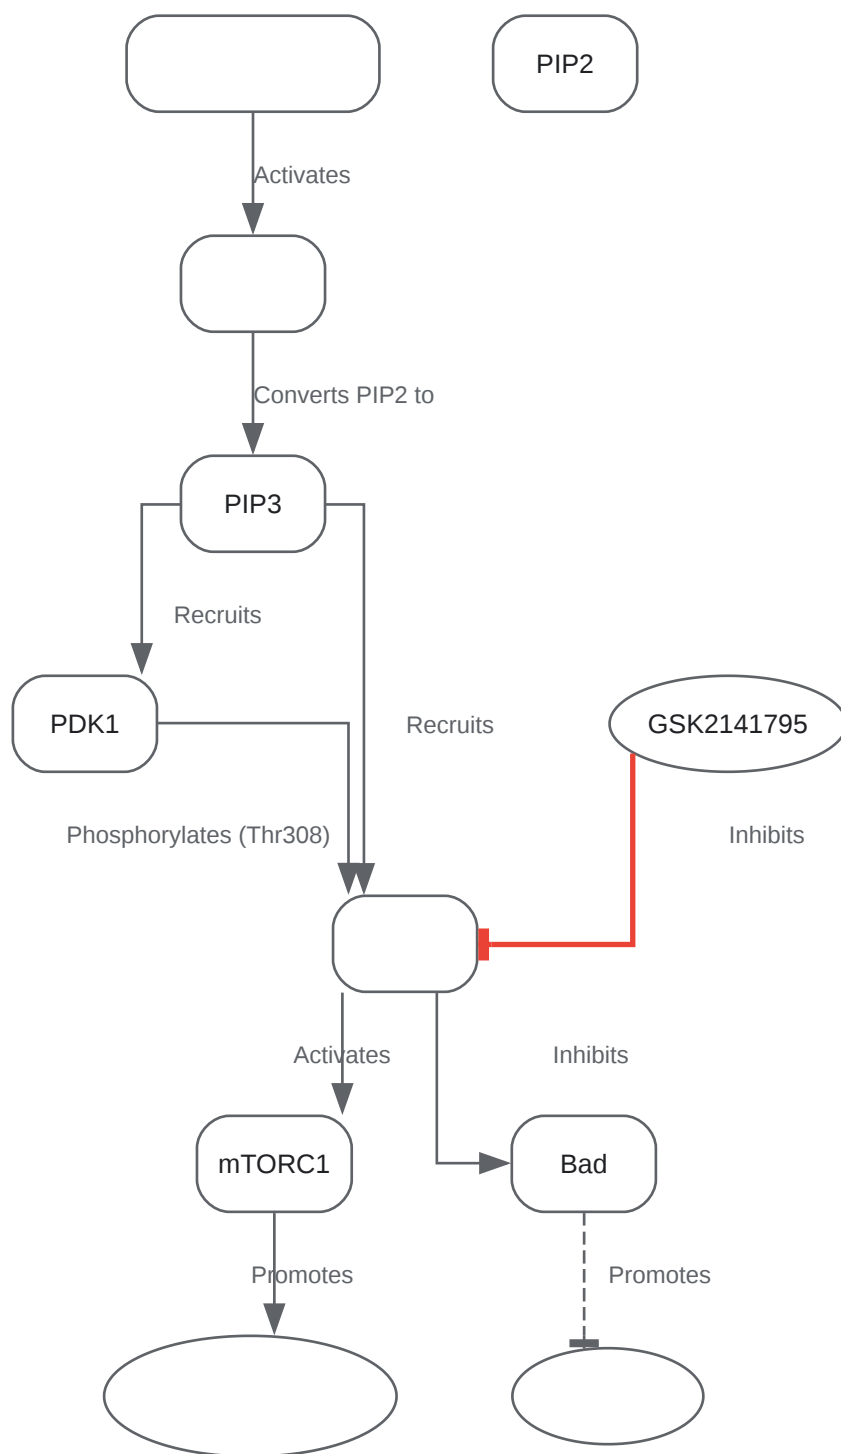 PIP2
Activates
Converts PIP2 to
PIP3
Recruits
PDK1
Recruits
GSK2141795
Phosphorylates (Thr308)
Inhibits
Activates
Inhibits
mTORC1
Bad
Promotes
Promotes